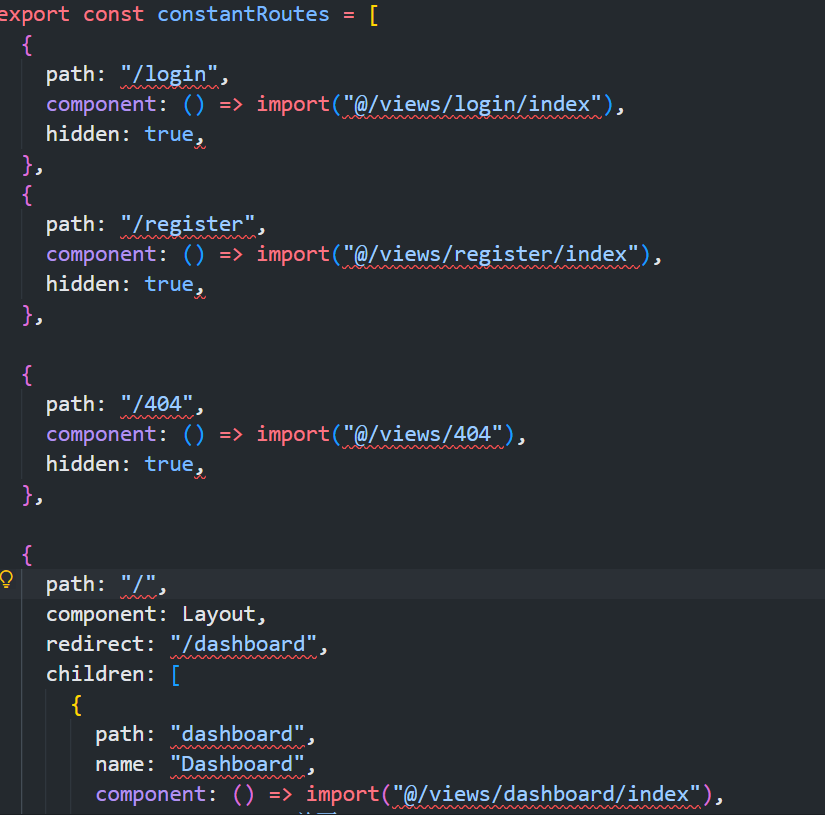 export const constantRoutes = [
{
path: "/login",
component: () => import("@/views/login/index"),
hidden: true,
},
{
path: "/register",
component: () => import("@/views/register/index"),
hidden: true,
},
{
path: "/404",
component: () => import("@/views/404"),
hidden: true,
},
{
path: "/",
component: Layout,
redirect: "/dashboard",
children: [
{
path: "dashboard",
name: "Dashboard",
component: () => import("@/views/dashboard/index"),